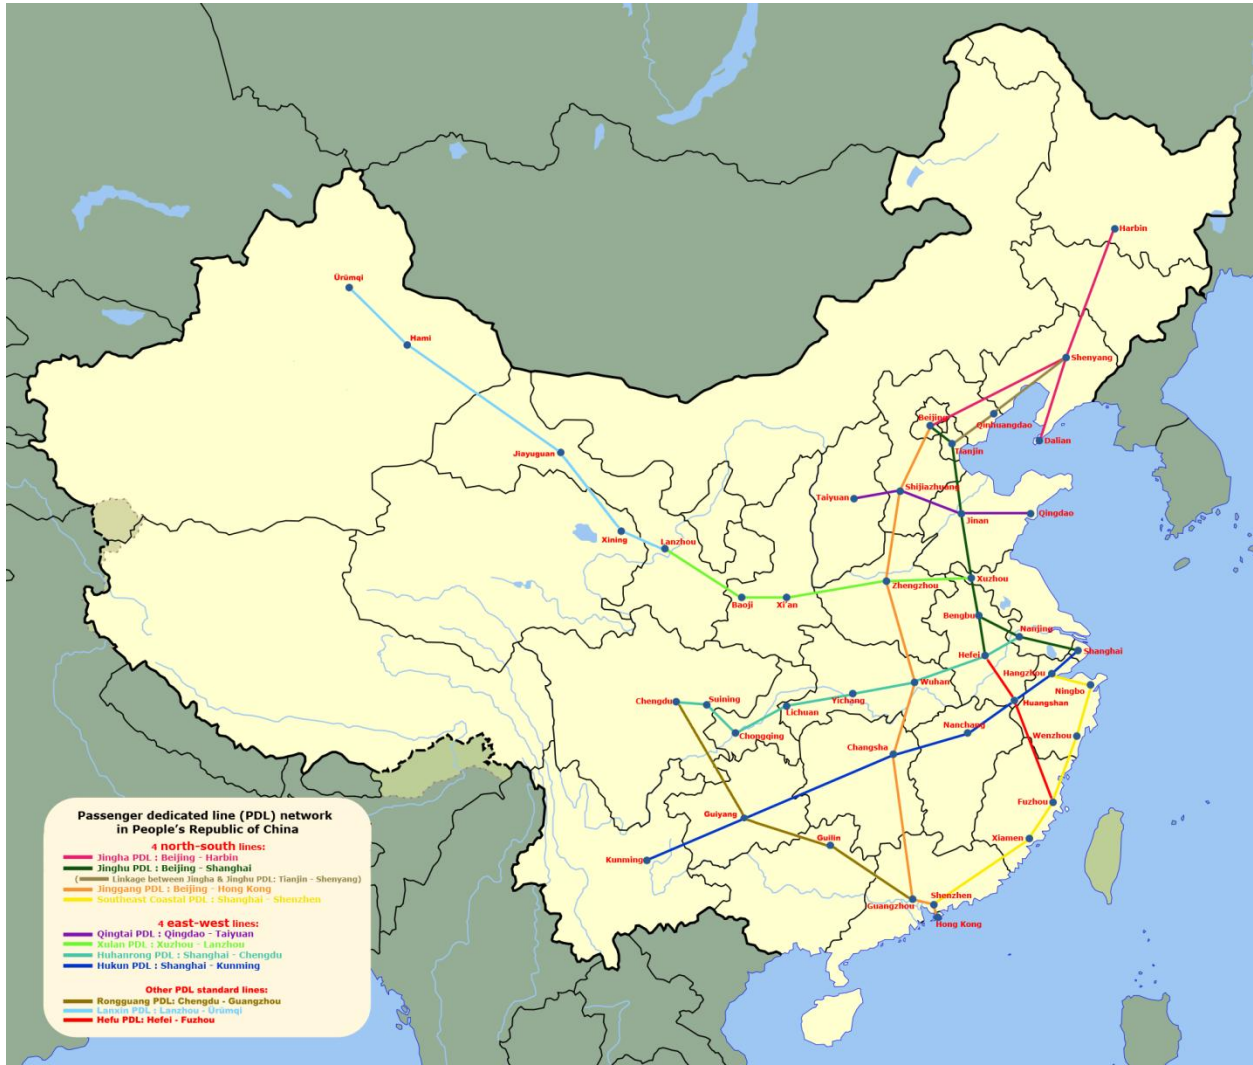 Harbin
Ürümqi
Hami
Shenyang
Beijing
Qinhuangdao
Dalian
Tianjin
Jiayuguan
Shijiazhuang
Taiyuan
Jinan
Qingdao
Xining
Lanzhou
Xuzhou
Zhengzhou
Baoji
Xi'an
Bengbu
Nanjing
Hefei
Shanghai
Hangzhou
Wuhan
Ningbo
Chengdu
Suining
Yichang
Huangshan
Lichuan
Chongqing
Nanchang
Wenzhou
Changsha
Fuzhou
Guiyang
Guilin
Xiamen
Kunming
Shenzhen
Guangzhou
Hong Kong
Passenger dedicated line (PDL) network
in People's Republic of China
4 north-south lines:
Jingha PDL : Beijing - Harbin
Jinghu PDL : Beijing - Shanghai
( Linkage between Jingha & Jinghu PDL: Tianjin - Shenyang)
Jinggang PDL : Beijing - Hong Kong
Southeast Coastal PDL : Shanghai - Shenzhen
4 east-west lines:
Qingtai PDL : Qingdao - Taiyuan
Xulan PDL : Xuzhou - Lanzhou
Huhanrong PDL : Shanghai - Chengdu
Hukun PDL : Shanghai - Kunming
Other PDL standard lines:
Rongguang PDL: Chengdu - Guangzhou
Lanxin PDL : Lanzhou - Ürümqi
Hefu PDL: Hefei - Fuzhou